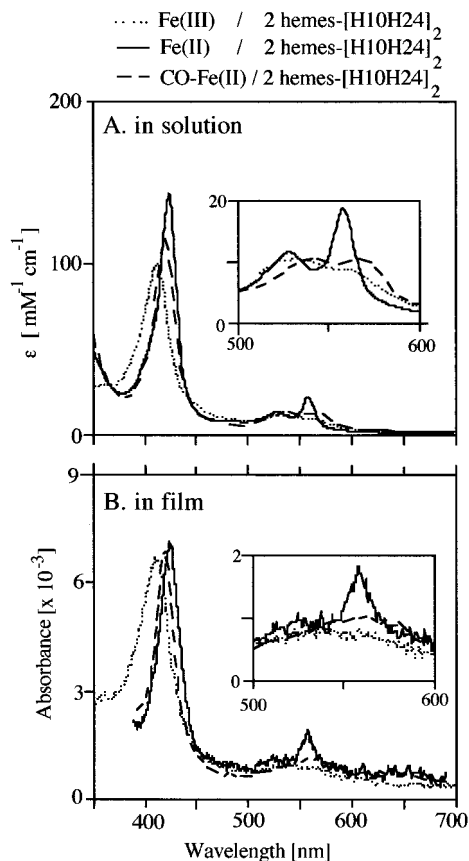 Fe(III) / 2 hemes-[H10H24]2
Fe(II) / 2 hemes-[H10H24]2
CO-Fe(II) / 2 hemes-[H10H24]2
200
A. in solution
20
10
0
500
600
100
ε [ mM-1 cm-1 ]
0
9
B. in film
2
1
0
500
600
6
3
Absorbance [x 10-3]
0
400
500
600
700
Wavelength [nm]